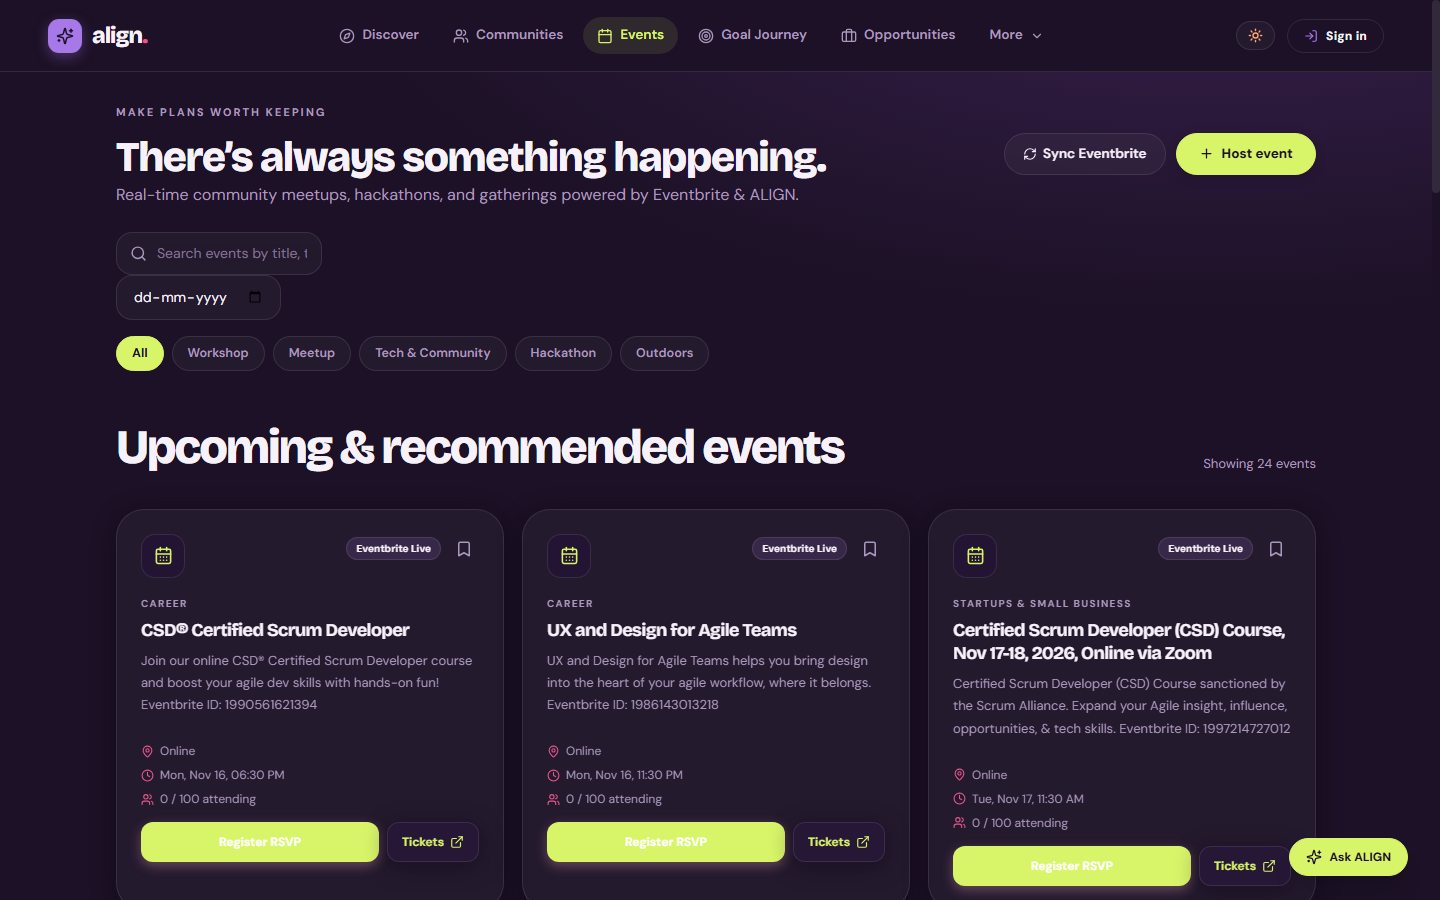 align.
Discover
Communities
Events
Goal Journey
Opportunities
More
Sign in
MAKE PLANS WORTH KEEPING
There's always something happening.
Real-time community meetups, hackathons, and gatherings powered by Eventbrite & ALIGN.
Sync Eventbrite
Host event
Search events by title, t
dd-mm-yyyy
All
Workshop
Meetup
Tech & Community
Hackathon
Outdoors
Upcoming & recommended events
Showing 24 events
Eventbrite Live
CAREER
CSD® Certified Scrum Developer
Join our online CSD® Certified Scrum Developer course
and boost your agile dev skills with hands-on fun!
Eventbrite ID: 1990561621394
Online
Mon, Nov 16, 06:30 PM
0 / 100 attending
Register RSVP
Tickets
Eventbrite Live
CAREER
UX and Design for Agile Teams
UX and Design for Agile Teams helps you bring design
into the heart of your agile workflow, where it belongs.
Eventbrite ID: 1986143013218
Online
Mon, Nov 16, 11:30 PM
0 / 100 attending
Register RSVP
Tickets
Eventbrite Live
STARTUPS & SMALL BUSINESS
Certified Scrum Developer (CSD) Course,
Nov 17-18, 2026, Online via Zoom
Certified Scrum Developer (CSD) Course sanctioned by
the Scrum Alliance. Expand your Agile insight, influence,
opportunities, & tech skills. Eventbrite ID: 1997214727012
Online
Tue, Nov 17, 11:30 AM
0 / 100 attending
Register RSVP
Tickets
Ask ALIGN